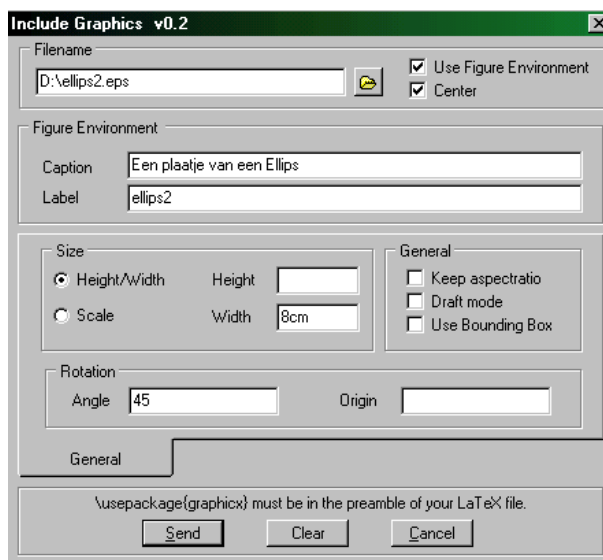 Include Graphics v0.2
Filename
D:\ellips2.eps
Use Figure Environment
Center
Figure Environment
Caption Een plaatje van een Ellips
Label ellips2
Size
Height/Width Height
Scale Width 8cm
General
Keep aspectratio
Draft mode
Use Bounding Box
Rotation
Angle 45 Origin
General
\usepackage{graphicx} must be in the preamble of your LaTeX file.
Send Clear Cancel